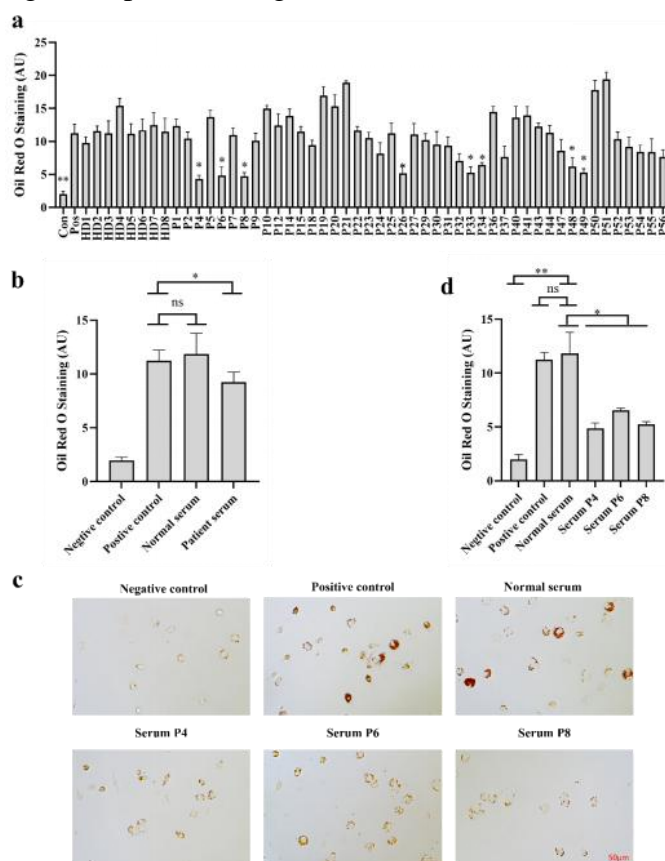 a
Oil Red O Staining (AU)
25
20
15
10
5
0
**
*
*
*
*
*
*
*
*
Con Pos HD1 HD2 HD3 HD4 HD5 HD6 HD7 HD8 P1 P2 P4 P5 P6 P7 P8 P9 P10 P12 P14 P15 P18 P19 P20 P21 P22 P23 P24 P25 P26 P27 P29 P30 P31 P32 P33 P34 P36 P37 P40 P41 P43 P44 P47 P48 P49 P50 P51 P52 P53 P54 P55 P56
b
Oil Red O Staining (AU)
15
10
5
0
*
ns
Negtive control
Postive control
Normal serum
Patient serum
d
Oil Red O Staining (AU)
15
10
5
0
**
ns
*
Negtive control
Postive control
Normal serum
Serum P4
Serum P6
Serum P8
c
Negative control
Positive control
Normal serum
Serum P4
Serum P6
Serum P8
50μm